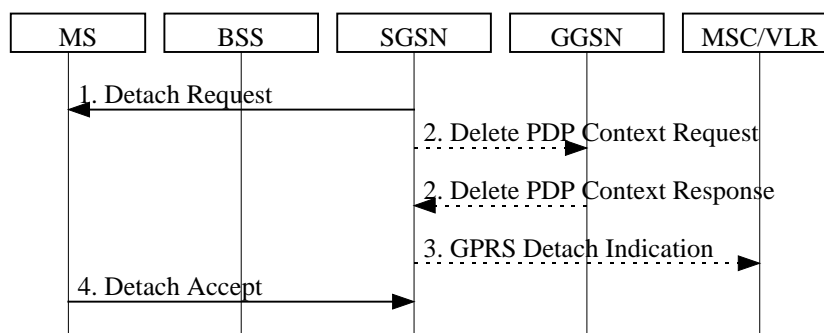 MS
BSS
SGSN
GGSN
MSC/VLR
1. Detach Request
2. Delete PDP Context Request
2. Delete PDP Context Response
3. GPRS Detach Indication
4. Detach Accept